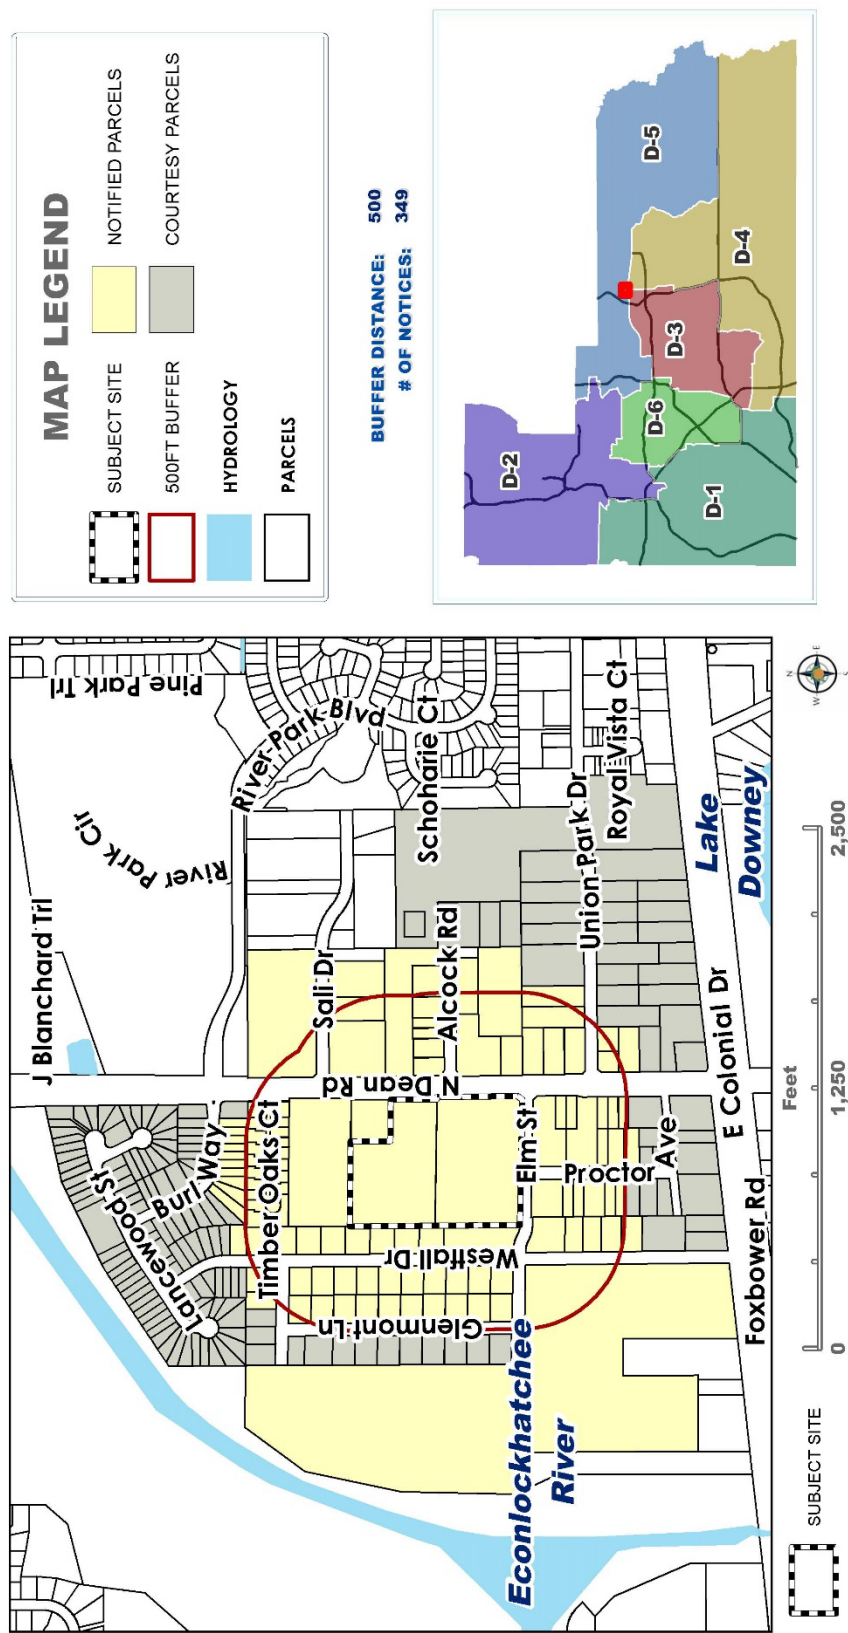 MAP LEGEND
SUBJECT SITE
NOTIFIED PARCELS
500FT BUFFER
COURTESY PARCELS
HYDROLOGY
PARCELS
BUFFER DISTANCE: 500
# OF NOTICES: 349
D-2
D-5
D-6
D-3
D-4
D-1
J Blanchard Trl
Pine Park Trl
River Park Cir
River Park Blvd
Lancewood St
Burl Way
Timber Oaks Ct
Sali Dr
N Dean Rd
Westfall Dr
Glenmont Ln
Alcock Rd
Schoharie Ct
Elm St
Econlockhatchee
River
Proctor
Ave
Union Park Dr
Royal Vista Ct
E Colonial Dr
Foxbower Rd
Lake
Downey
SUBJECT SITE
Feet
0
1,250
2,500
N
W
E
S